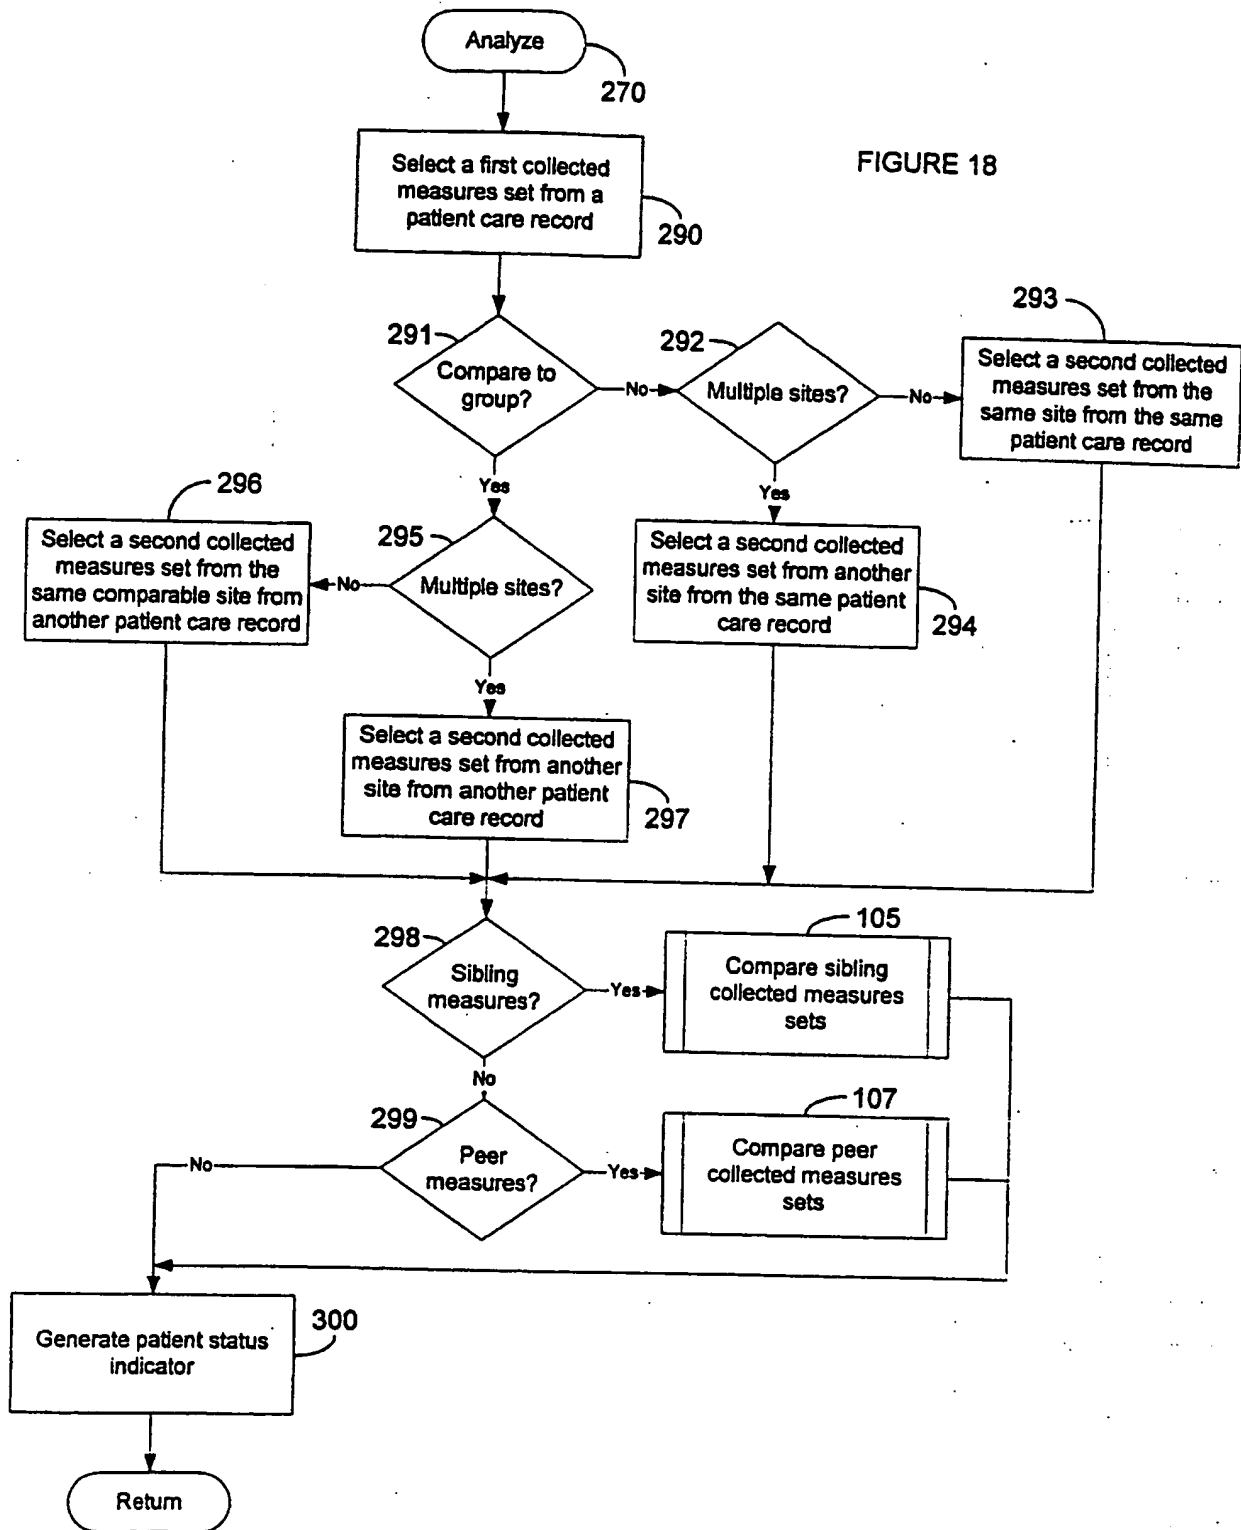 Analyze
270
FIGURE 18
Select a first collected
measures set from a
patient care record
290
291
Compare to
group?
No
292
Multiple sites?
No
293
Select a second collected
measures set from the
same site from the same
patient care record
Yes
Yes
296
Select a second collected
measures set from the
same comparable site from
another patient care record
No
295
Multiple sites?
Select a second collected
measures set from another
site from the same patient
care record
294
Yes
Select a second collected
measures set from another
site from another patient
care record
297
298
Sibling
measures?
Yes
105
Compare sibling
collected measures
sets
No
299
Peer
measures?
No
Yes
107
Compare peer
collected measures
sets
Generate patient status
indicator
300
Return